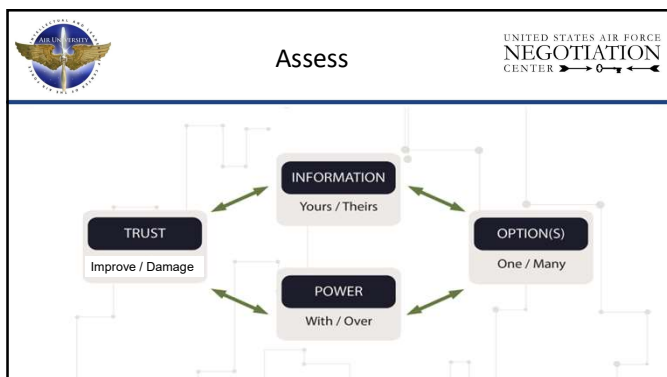 AIR UNIVERSITY
Assess
UNITED STATES AIR FORCE
NEGOTIATION
CENTER
INFORMATION
Yours / Theirs
TRUST
Improve / Damage
OPTION(S)
One / Many
POWER
With / Over